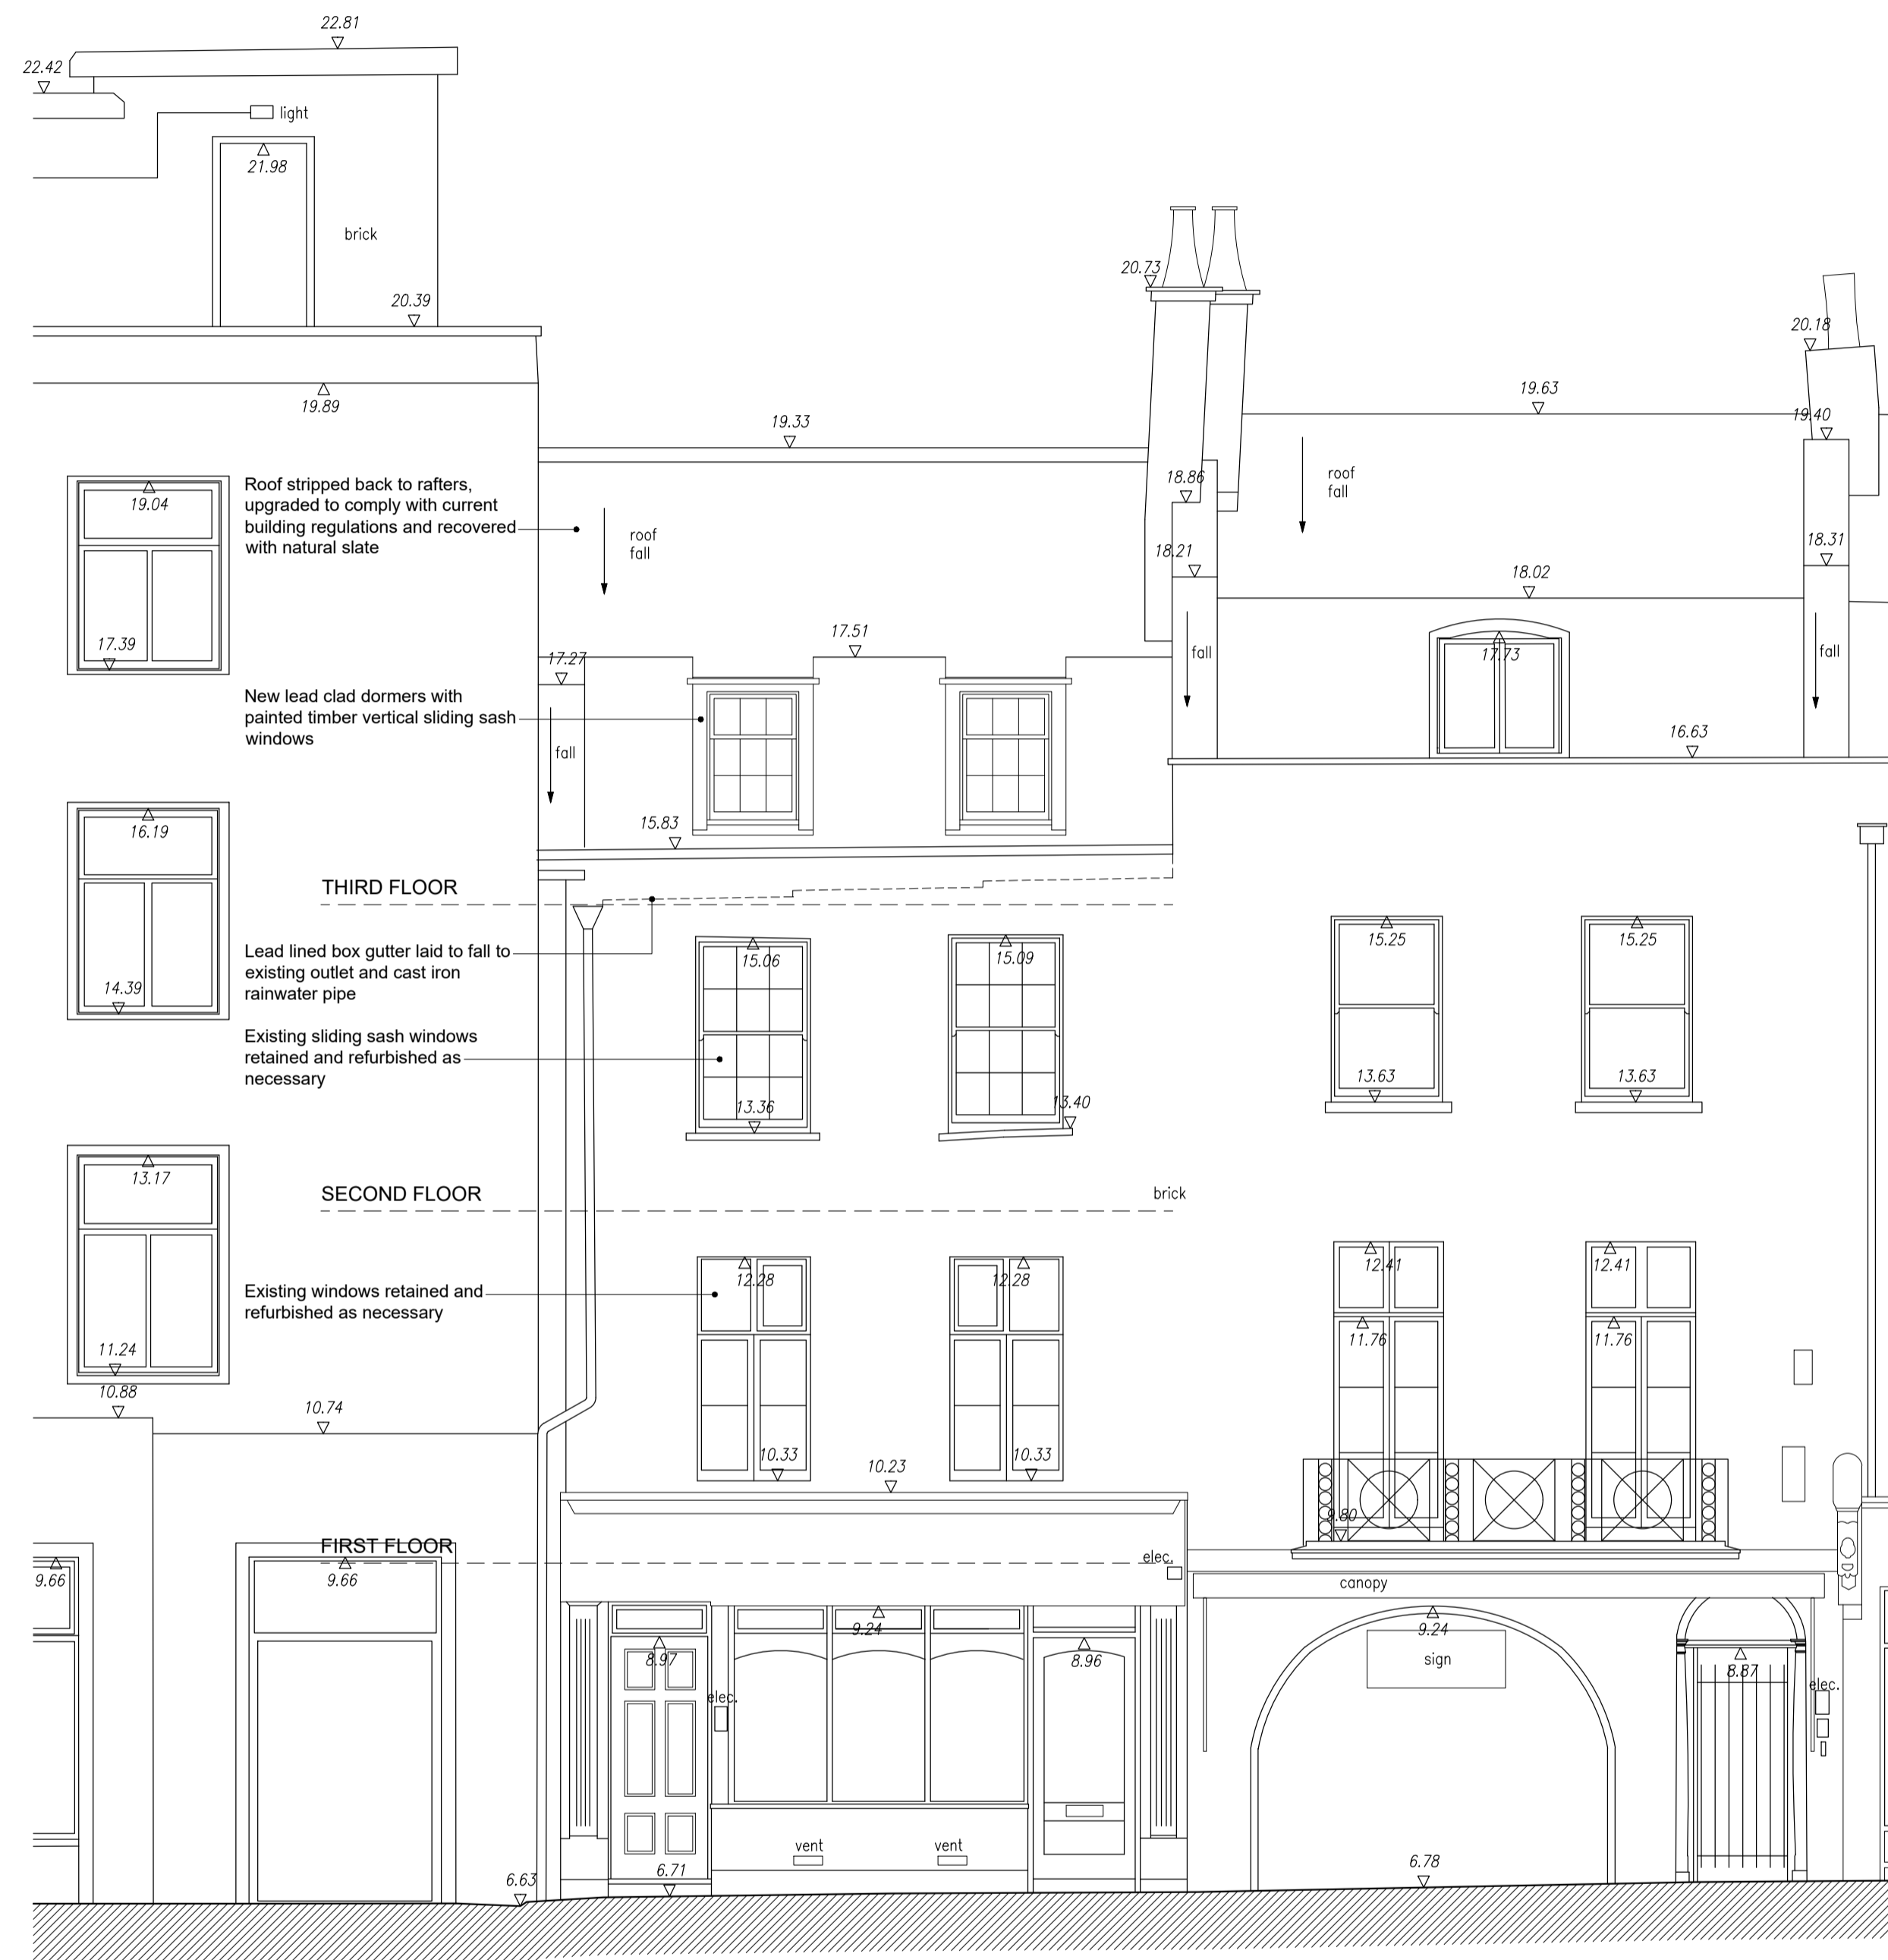 22.81
22.42
light
21.98
brick
20.39
19.89
20.73
20.18
19.63
19.40
19.33
19.04
Roof stripped back to rafters,
upgraded to comply with current
building regulations and recovered
with natural slate
roof
fall
18.86
roof
fall
18.21
18.31
18.02
17.39
17.51
17.27
fall
17.73
fall
New lead clad dormers with
painted timber vertical sliding sash
windows
fall
16.63
16.19
15.83
THIRD FLOOR
Lead lined box gutter laid to fall to
existing outlet and cast iron
rainwater pipe
15.06
15.09
15.25
15.25
14.39
Existing sliding sash windows
retained and refurbished as
necessary
13.36
13.40
13.63
13.63
13.17
SECOND FLOOR
brick
Existing windows retained and
refurbished as necessary
12.28
12.28
12.41
12.41
11.24
11.76
11.76
10.88
10.74
10.33
10.33
10.23
9.80
FIRST FLOOR
elec.
9.66
9.66
canopy
9.24
9.24
sign
8.97
8.96
8.87
elec.
elec.
vent
vent
6.63
6.71
6.78